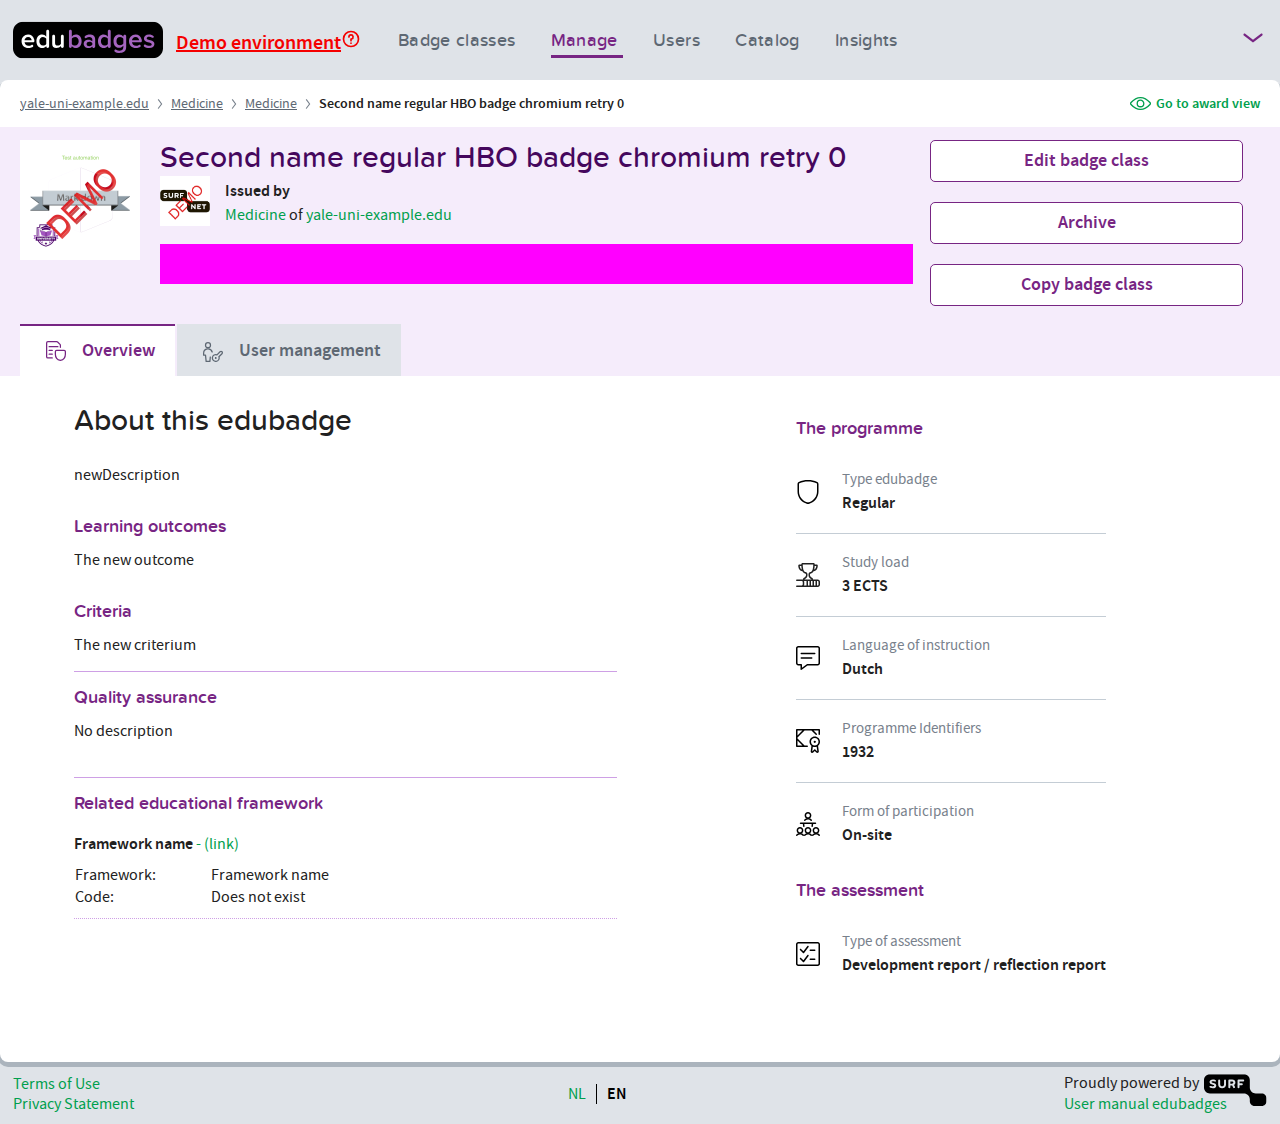 edubadges
Demo environment
Badge classes
Manage
Users
Catalog
Insights
yale-uni-example.edu
Medicine
Medicine
Second name regular HBO badge chromium retry 0
Go to award view
Test automation
DEMO
Second name regular HBO badge chromium retry 0
SURF
NET
DEMO
Issued by
Medicine of yale-uni-example.edu
Edit badge class
Archive
Copy badge class
Overview
User management
About this edubadge
newDescription
Learning outcomes
The new outcome
Criteria
The new criterium
Quality assurance
No description
Related educational framework
Framework name - (link)
Framework: Framework name
Code: Does not exist
The programme
Type edubadge
Regular
Study load
3 ECTS
Language of instruction
Dutch
Programme Identifiers
1932
Form of participation
On-site
The assessment
Type of assessment
Development report / reflection report
Terms of Use
Privacy Statement
NL
EN
Proudly powered by SURF
User manual edubadges